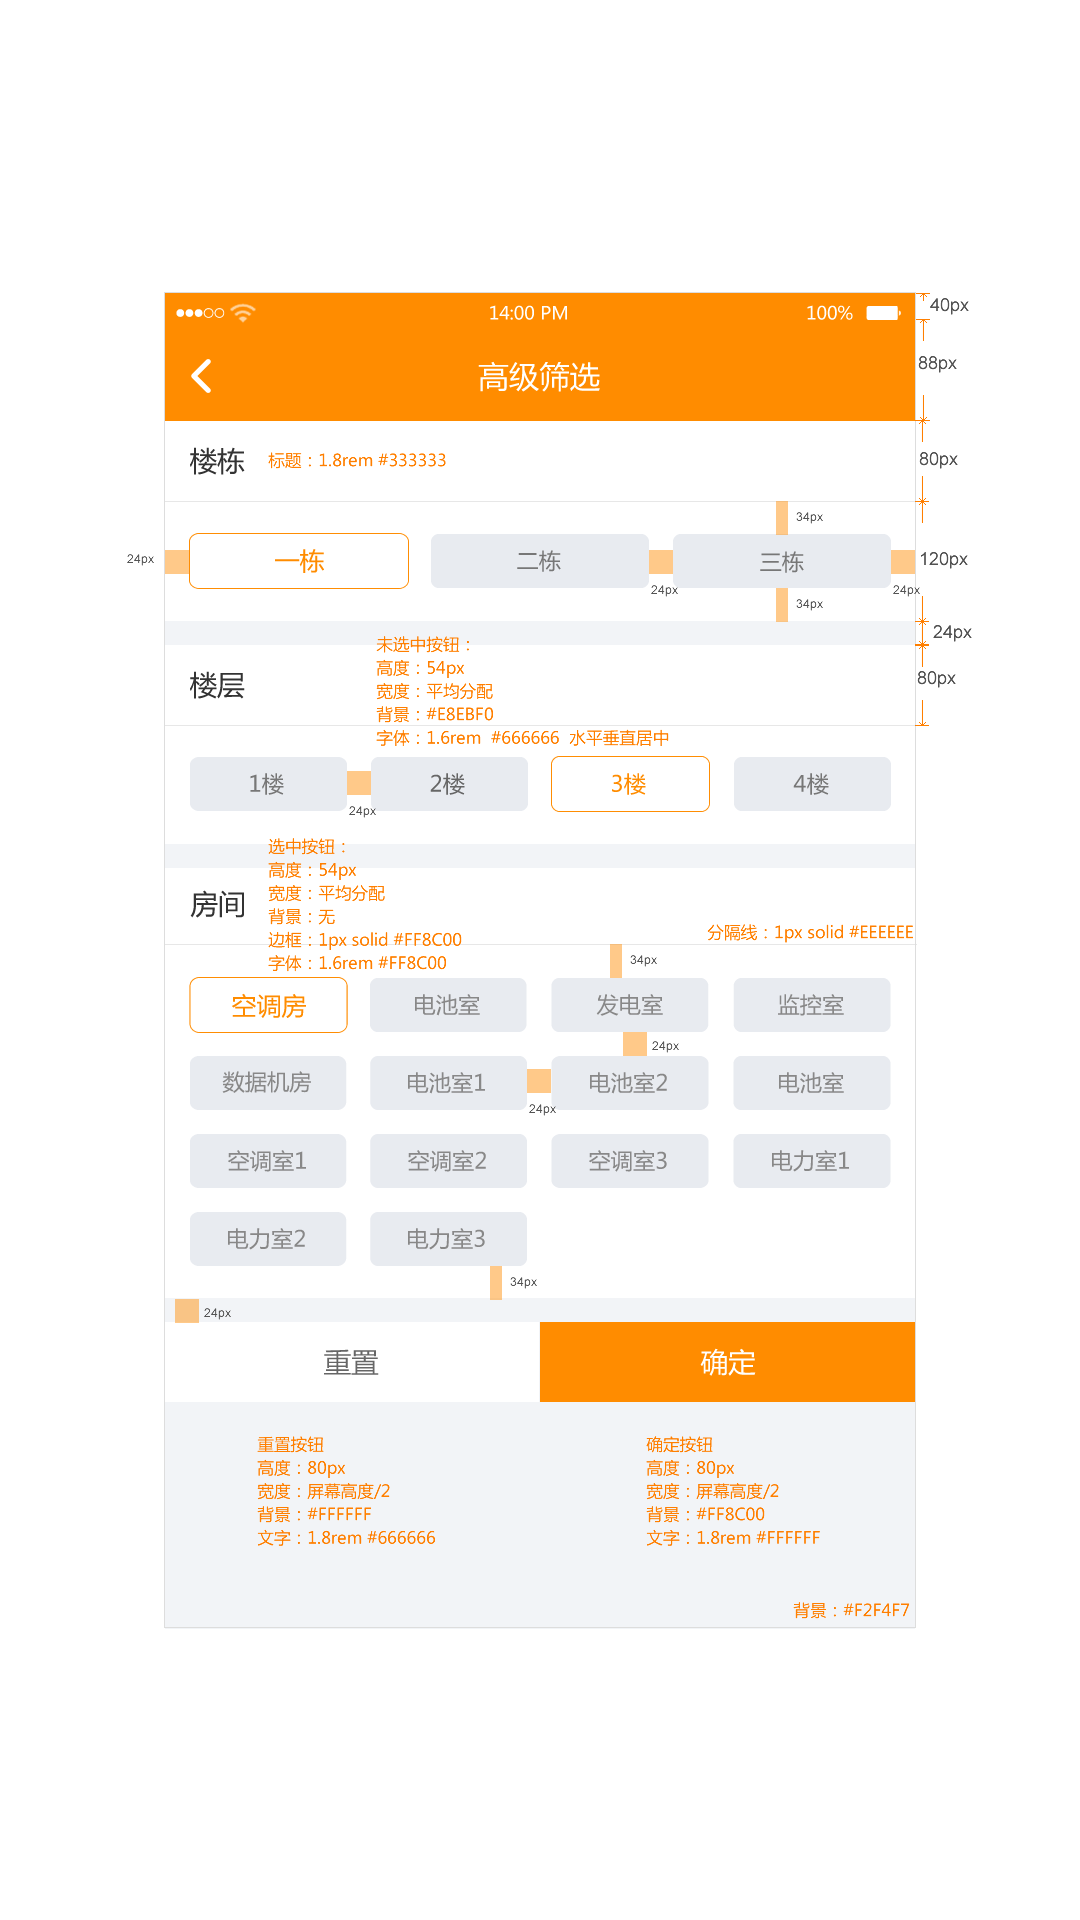 14:00 PM
100%
40px
高级筛选
88px
楼栋
标题：1.8rem #333333
80px
34px
24px
一栋
二栋
三栋
120px
24px
24px
34px
24px
未选中按钮：
高度：54px
宽度：平均分配
背景：#E8EBF0
字体：1.6rem #666666 水平垂直居中
楼层
80px
1楼
2楼
3楼
4楼
24px
选中按钮：
高度：54px
宽度：平均分配
背景：无
边框：1px solid #FF8C00
字体：1.6rem #FF8C00
房间
分隔线：1px solid #EEEEEE
34px
空调房
电池室
发电室
监控室
24px
数据机房
电池室1
电池室2
电池室
24px
空调室1
空调室2
空调室3
电力室1
电力室2
电力室3
34px
24px
重置
确定
重置按钮
高度：80px
宽度：屏幕高度/2
背景：#FFFFFF
文字：1.8rem #666666
确定按钮
高度：80px
宽度：屏幕高度/2
背景：#FF8C00
文字：1.8rem #FFFFFF
背景：#F2F4F7